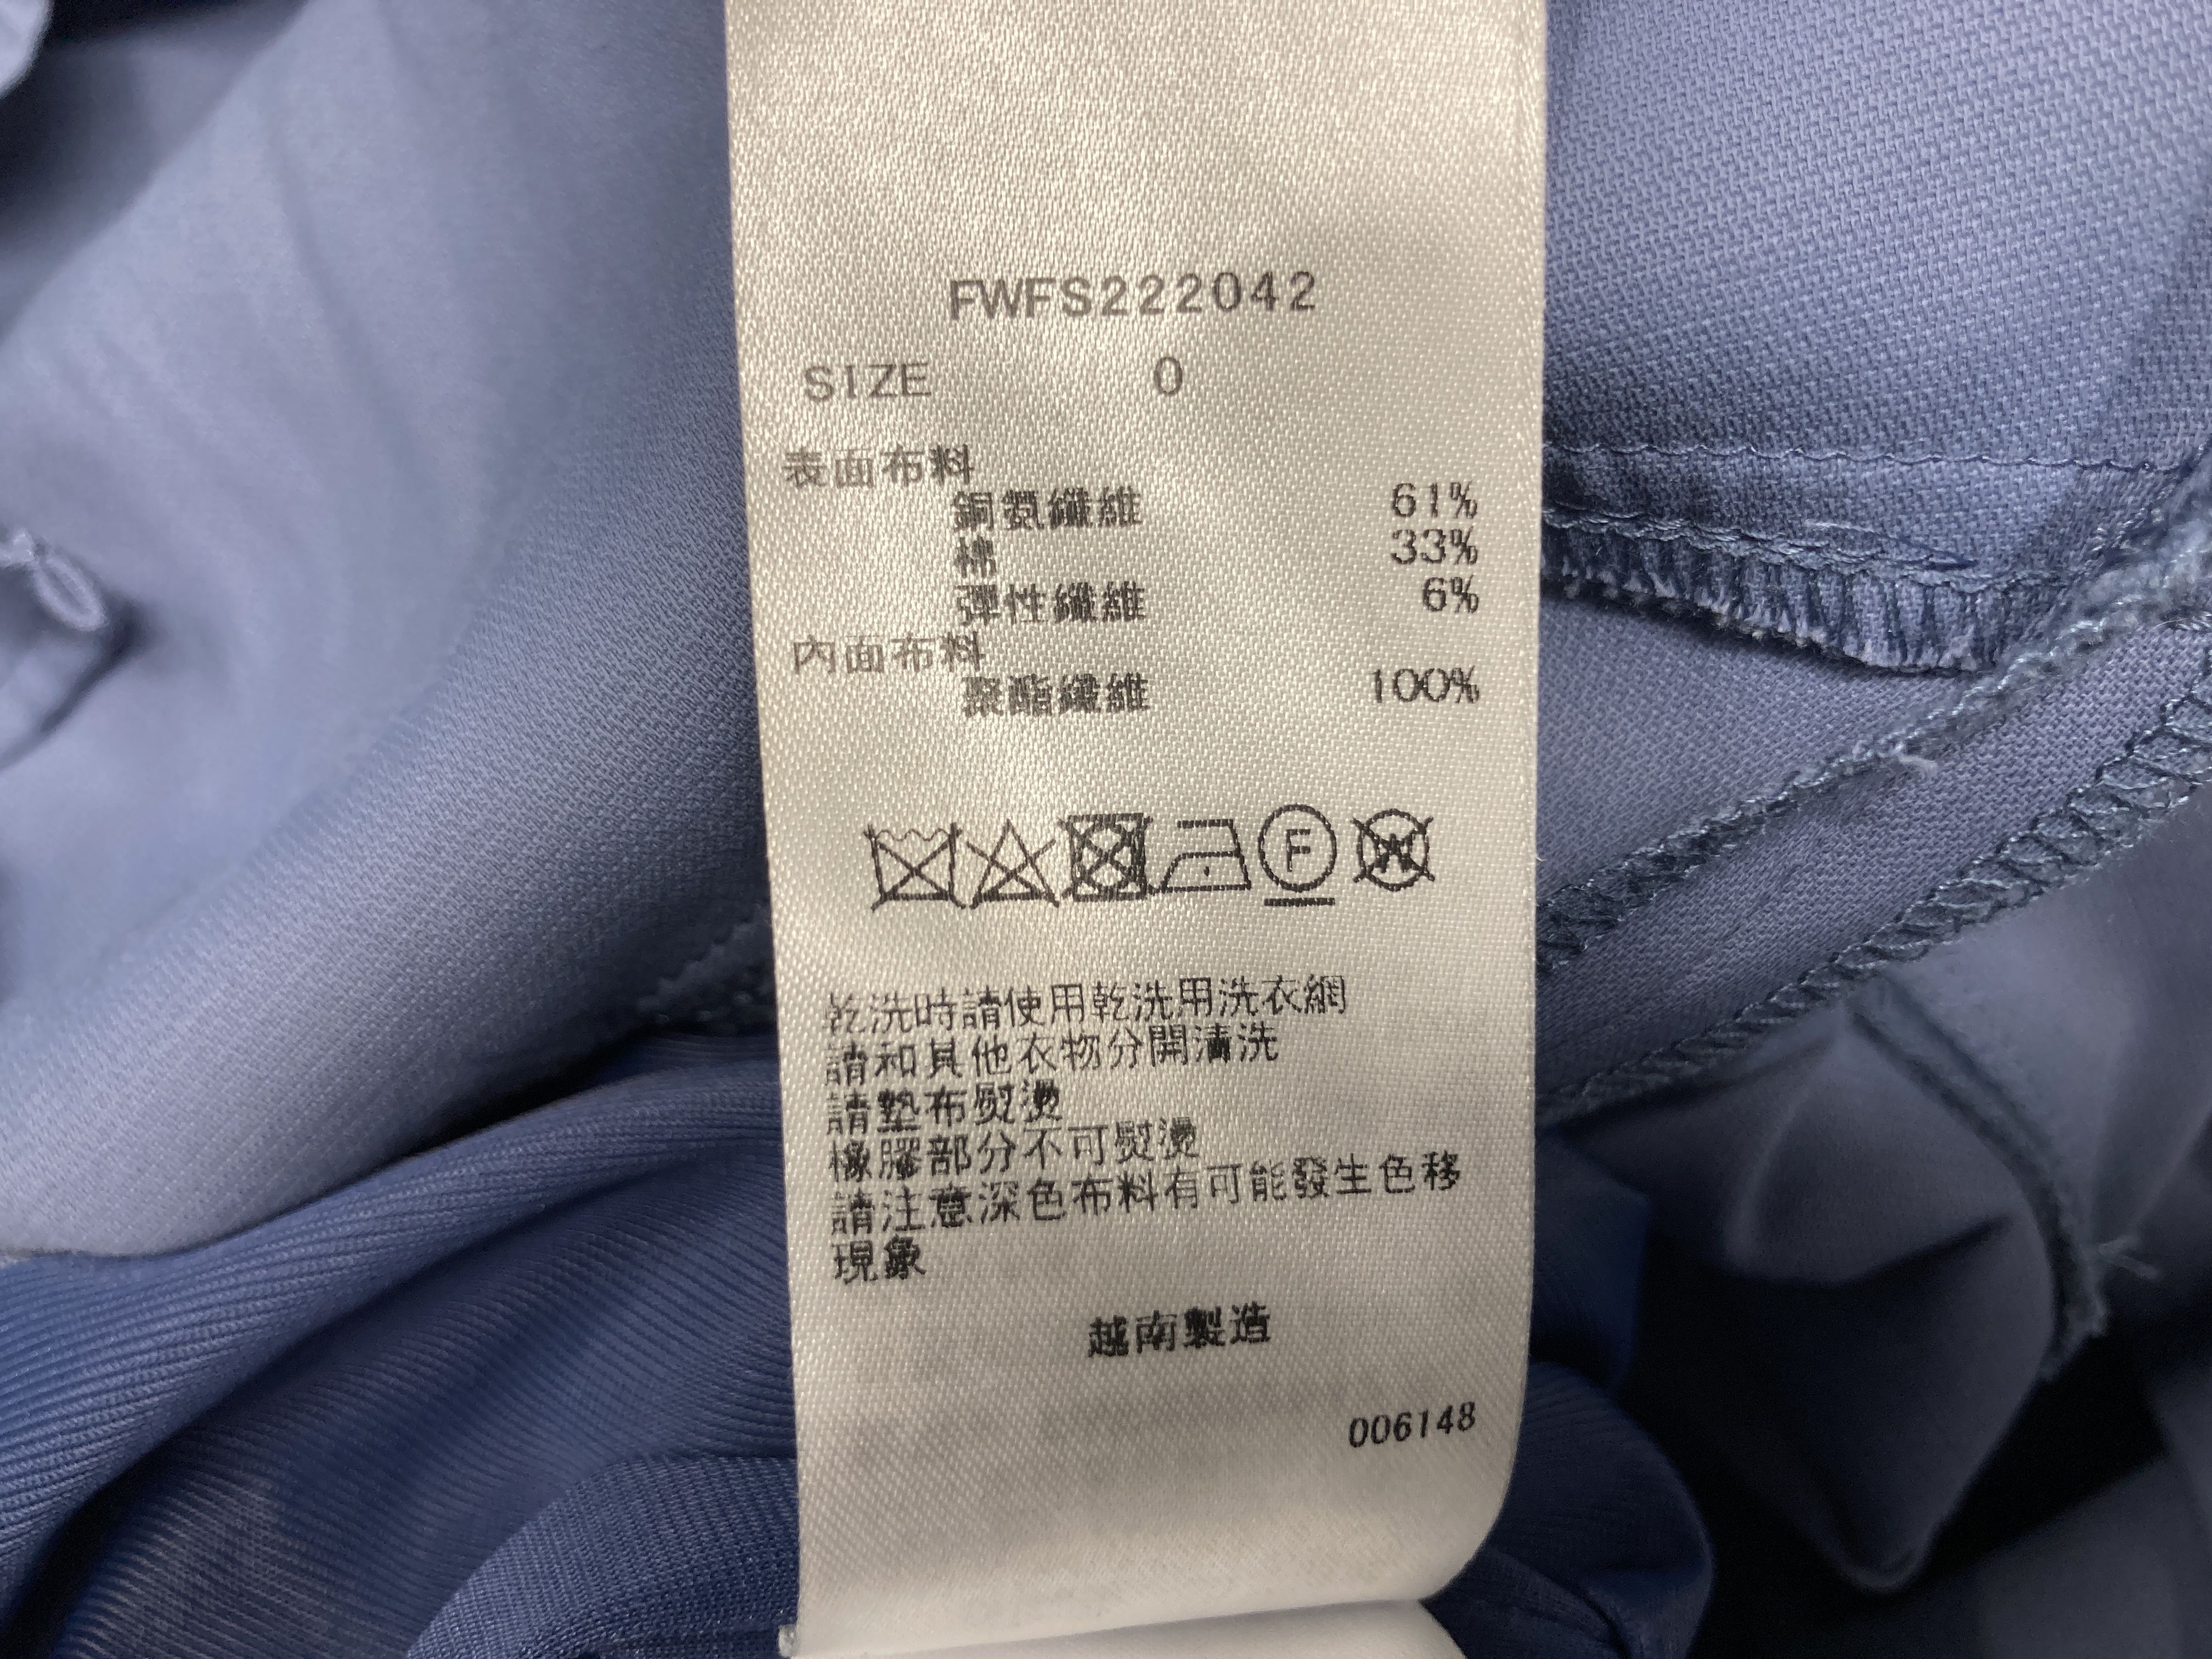 FWFS222042
SIZE 0
表面布料
銅氨纖維 61%
棉 33%
彈性纖維 6%
內面布料
聚酯纖維 100%
F
W
乾洗時請使用乾洗用洗衣網
請和其他衣物分開清洗
請墊布熨燙
橡膠部分不可熨燙
請注意深色布料有可能發生色移
現象
越南製造
006148